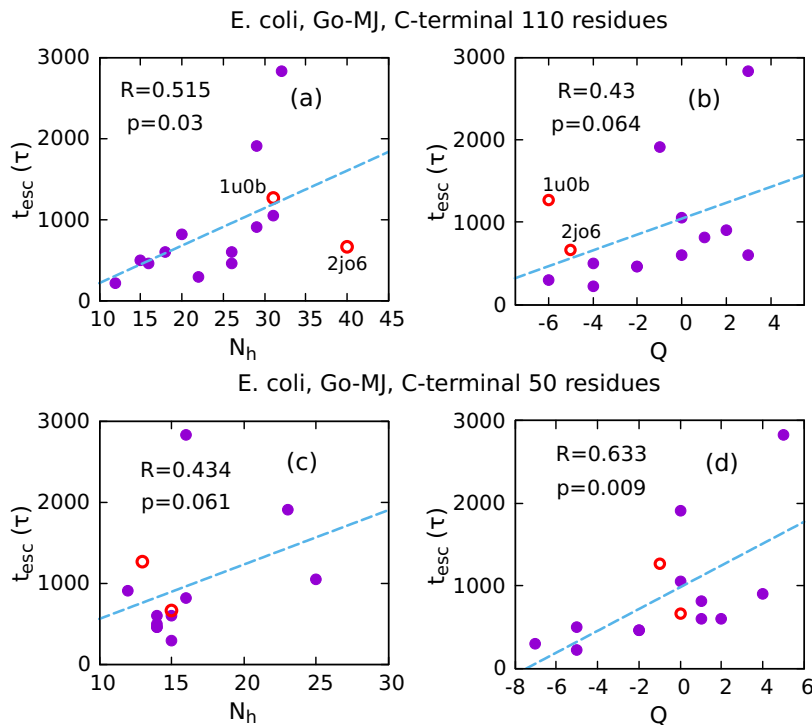 E. coli, Go-MJ, C-terminal 110 residues
3000
2000
1000
0
t_esc (τ)
R=0.515
p=0.03
(a)
1u0b
2jo6
10 15 20 25 30 35 40 45
N_h
3000
2000
1000
0
t_esc (τ)
R=0.43
p=0.064
(b)
1u0b
2jo6
-6 -4 -2 0 2 4
Q
E. coli, Go-MJ, C-terminal 50 residues
3000
2000
1000
0
t_esc (τ)
R=0.434
p=0.061
(c)
10 15 20 25 30
N_h
3000
2000
1000
0
t_esc (τ)
R=0.633
p=0.009
(d)
-8 -6 -4 -2 0 2 4 6
Q